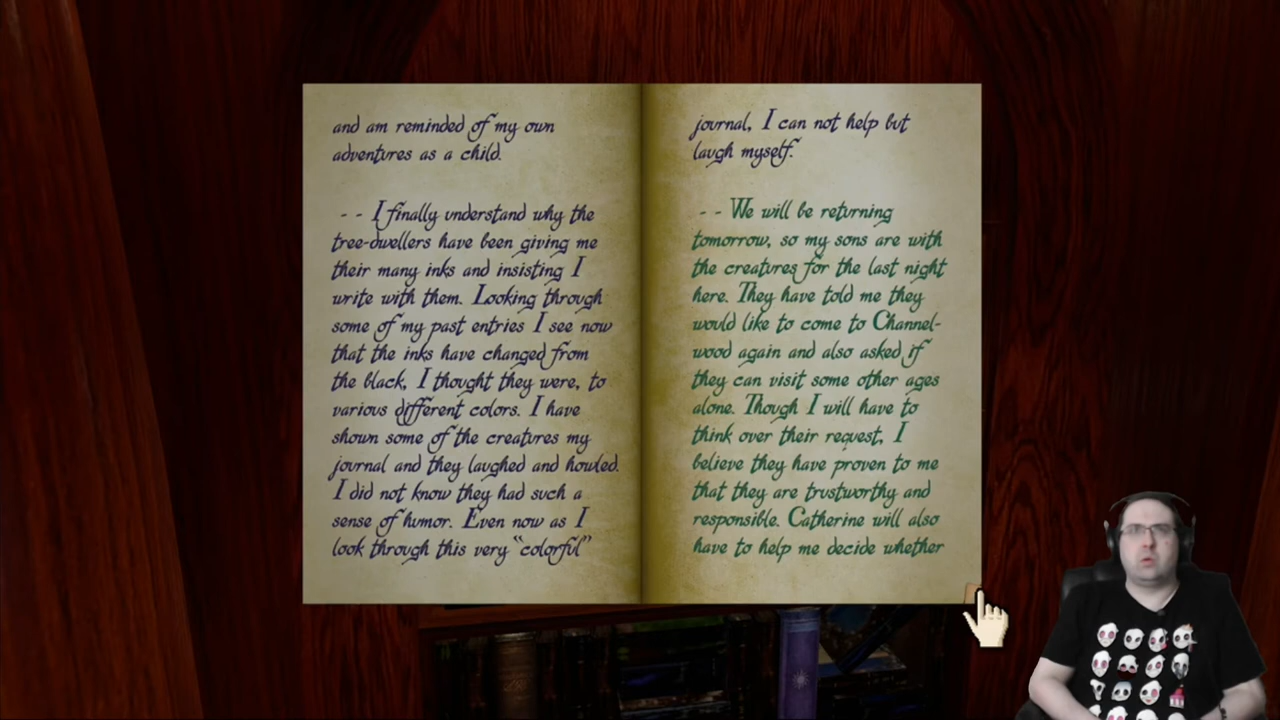 and am reminded of my own
adventures as a child.
- - I finally understand why the
tree-dwellers have been giving me
their many inks and insisting I
write with them. Looking through
some of my past entries I see now
that the inks have changed from
the black, I thought they were, to
various different colors. I have
shown some of the creatures my
journal and they laughed and howled.
I did not know they had such a
sense of humor. Even now as I
look through this very "colorful"
journal, I can not help but
laugh myself.
- - We will be returning
tomorrow, so my sons are with
the creatures for the last night
here. They have told me they
would like to come to Channel-
wood again and also asked if
they can visit some other ages
alone. Though I will have to
think over their request, I
believe they have proven to me
that they are trustworthy and
responsible. Catherine will also
have to help me decide whether